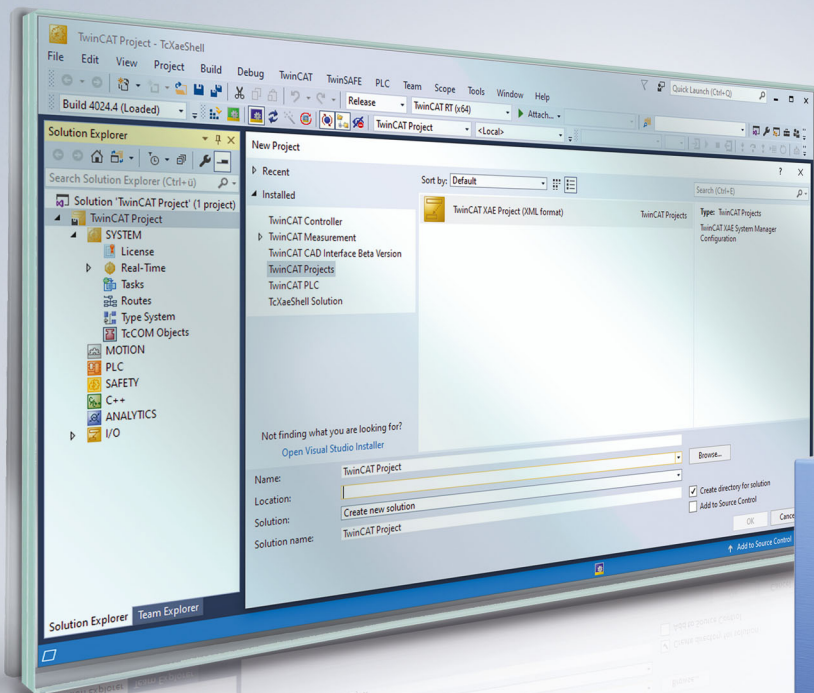 TwinCAT Project - TcXaeShell
File Edit View Project Build Debug TwinCAT TwinSAFE PLC Team Scope Tools Window Help
Quick Launch (Ctrl+Q)
Release
TwinCAT RT (x64)
Attach...
Build 4024.4 (Loaded)
TwinCAT Project
<Local>
Solution Explorer
Search Solution Explorer (Ctrl+ü)
Solution 'TwinCAT Project' (1 project)
TwinCAT Project
SYSTEM
License
Real-Time
Tasks
Routes
Type System
TcCOM Objects
MOTION
PLC
SAFETY
C++
ANALYTICS
I/O
Solution Explorer Team Explorer
New Project
? X
Recent
Installed
TwinCAT Controller
TwinCAT Measurement
TwinCAT CAD Interface Beta Version
TwinCAT Projects
TwinCAT PLC
TcXaeShell Solution
Not finding what you are looking for?
Open Visual Studio Installer
Sort by: Default
TwinCAT XAE Project (XML format) TwinCAT Projects
Search (Ctrl+E)
Type: TwinCAT Projects
TwinCAT XAE System Manager
Configuration
Name: TwinCAT Project
Location:
Browse...
Solution: Create new solution
Solution name: TwinCAT Project
Create directory for solution
Add to Source Control
OK Cance
Add to Source Control